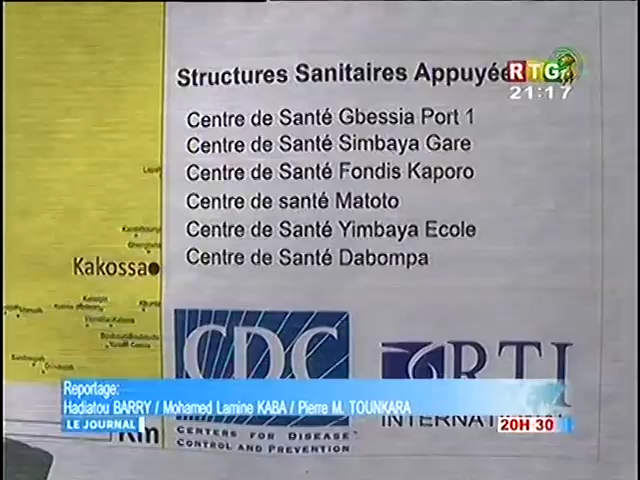 RTG
21:17
Structures Sanitaires Appuyée
Centre de Santé Gbessia Port 1
Centre de Santé Simbaya Gare
Centre de Santé Fondis Kaporo
Centre de santé Matoto
Centre de Santé Yimbaya Ecole
Centre de Santé Dabompa
Kakossa
CDC
CENTERS FOR DISEASE
CONTROL AND PREVENTION
RTI
INTERNATIONAL
Km
Reportage:
Hadiatou BARRY / Mohamed Lamine KABA / Pierre M. TOUNKARA
LE JOURNAL
20H 30